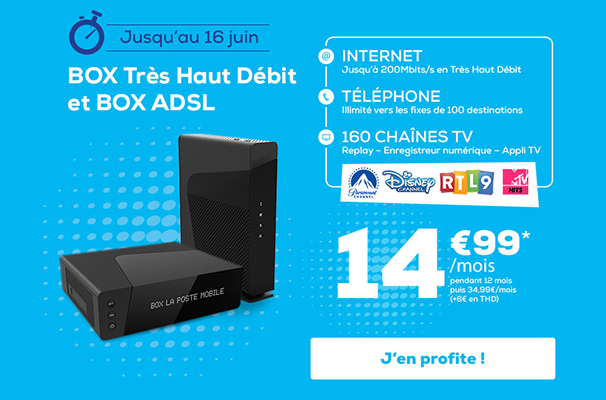 Jusqu'au 16 juin
BOX Très Haut Débit
et BOX ADSL
@ INTERNET
Jusqu'à 200Mbits/s en Très Haut Débit
TÉLÉPHONE
Illimité vers les fixes de 100 destinations
160 CHAÎNES TV
Replay – Enregistreur numérique – Appli TV
Paramount CHANNEL
Disney CHANNEL
RTL9
MTV HITS
BOX LA POSTE MOBILE
14€99*
/mois
pendant 12 mois
puis 34,99€/mois
(+6€ en THD)
J'en profite !